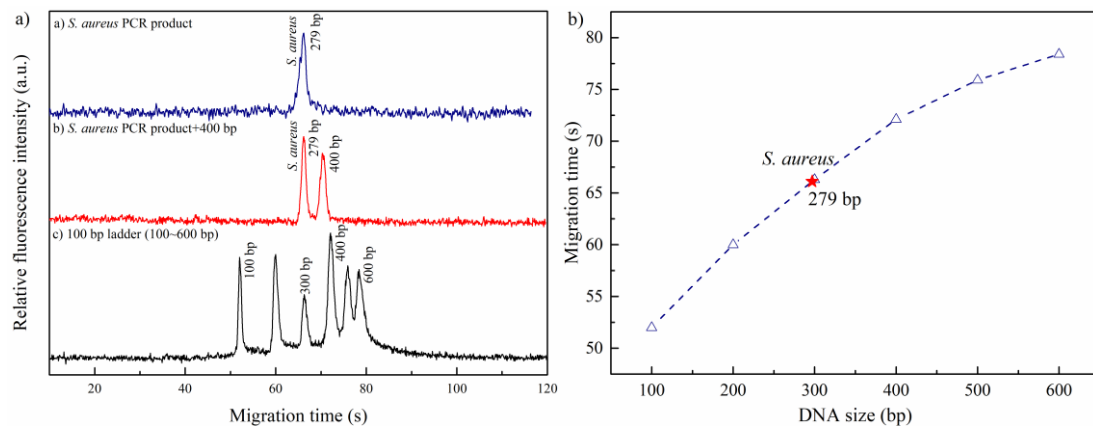 a)
a) S. aureus PCR product
S. aureus
279 bp
b) S. aureus PCR product+400 bp
S. aureus
279 bp
400 bp
c) 100 bp ladder (100~600 bp)
100 bp
300 bp
400 bp
600 bp
Relative fluorescence intensity (a.u.)
20 40 60 80 100 120
Migration time (s)
b)
80
75
70
65
60
55
50
Migration time (s)
S. aureus
279 bp
100 200 300 400 500 600
DNA size (bp)